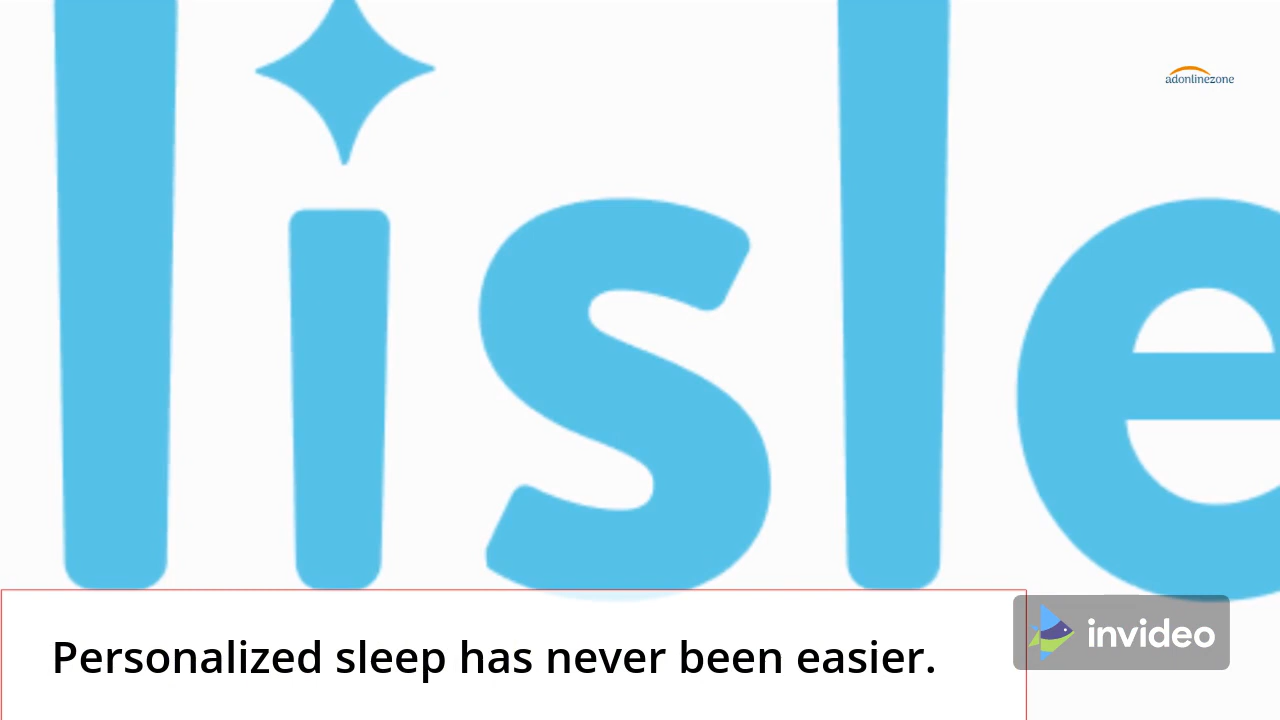 lisle
adonlinezone
Personalized sleep has never been easier.
invideo